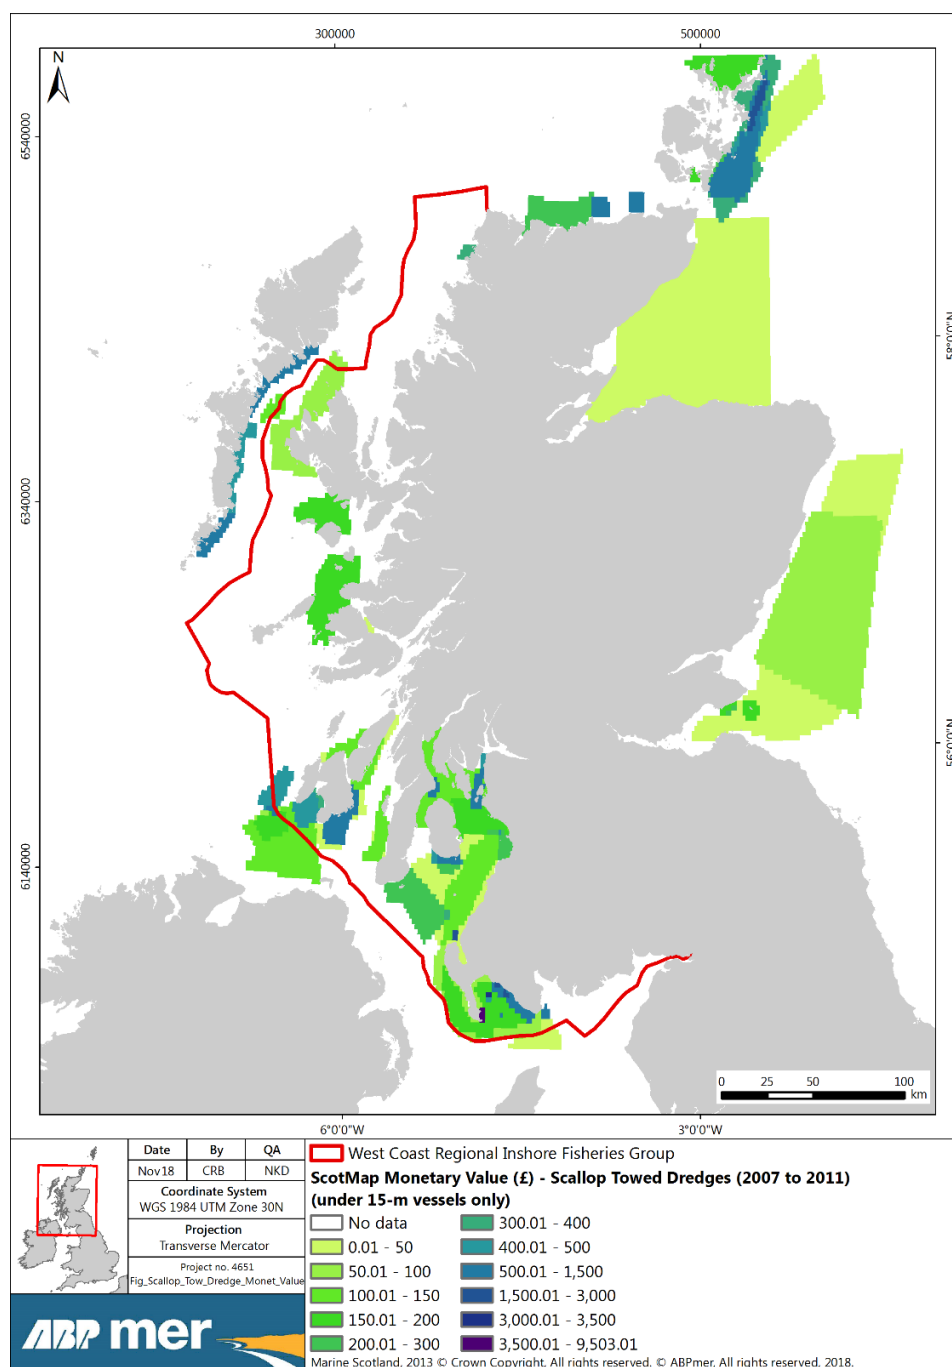 300000 500000
N
6540000
58°0'0"N
6340000
56°0'0"N
6140000
0 25 50 100
km
6°0'0"W 3°0'0"W
Date By QA
Nov18 CRB NKD
Coordinate System
WGS 1984 UTM Zone 30N
Projection
Transverse Mercator
Project no. 4651
Fig_Scallop_Tow_Dredge_Monet_Value
ABPmer
West Coast Regional Inshore Fisheries Group
ScotMap Monetary Value (£) - Scallop Towed Dredges (2007 to 2011)
(under 15-m vessels only)
No data 300.01 - 400
0.01 - 50 400.01 - 500
50.01 - 100 500.01 - 1,500
100.01 - 150 1,500.01 - 3,000
150.01 - 200 3,000.01 - 3,500
200.01 - 300 3,500.01 - 9,503.01
Marine Scotland, 2013 © Crown Copyright. All rights reserved. © ABPmer. All rights reserved, 2018.